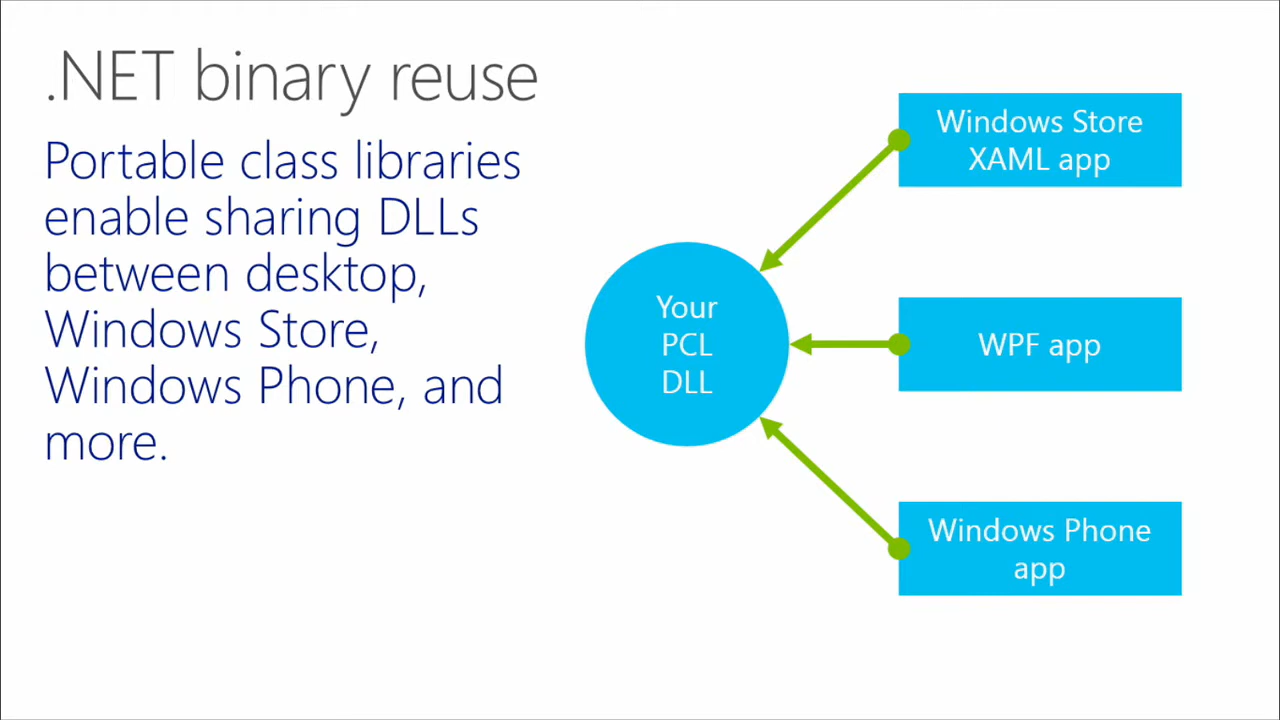 .NET binary reuse
Portable class libraries
enable sharing DLLs
between desktop,
Windows Store,
Windows Phone, and
more.
Your
PCL
DLL
Windows Store
XAML app
WPF app
Windows Phone
app